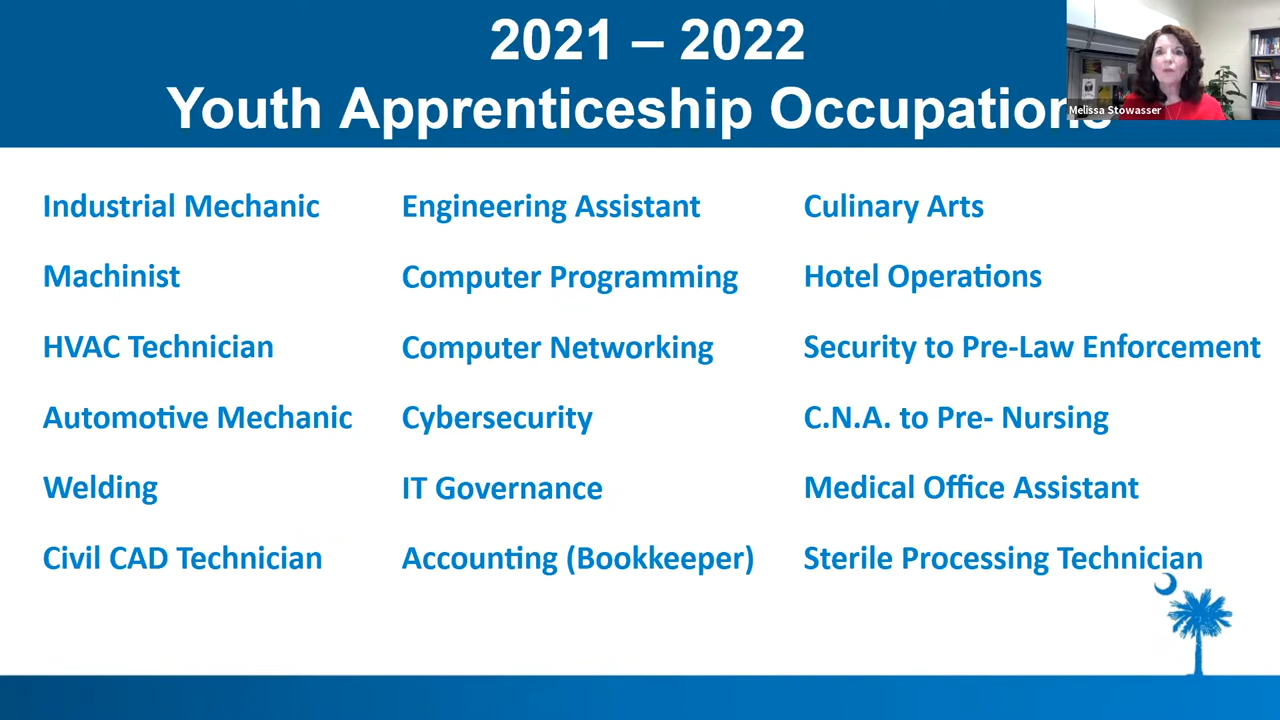 2021 – 2022
Youth Apprenticeship Occupations
Melissa Stowasser
Industrial Mechanic
Machinist
HVAC Technician
Automotive Mechanic
Welding
Civil CAD Technician
Engineering Assistant
Computer Programming
Computer Networking
Cybersecurity
IT Governance
Accounting (Bookkeeper)
Culinary Arts
Hotel Operations
Security to Pre-Law Enforcement
C.N.A. to Pre- Nursing
Medical Office Assistant
Sterile Processing Technician